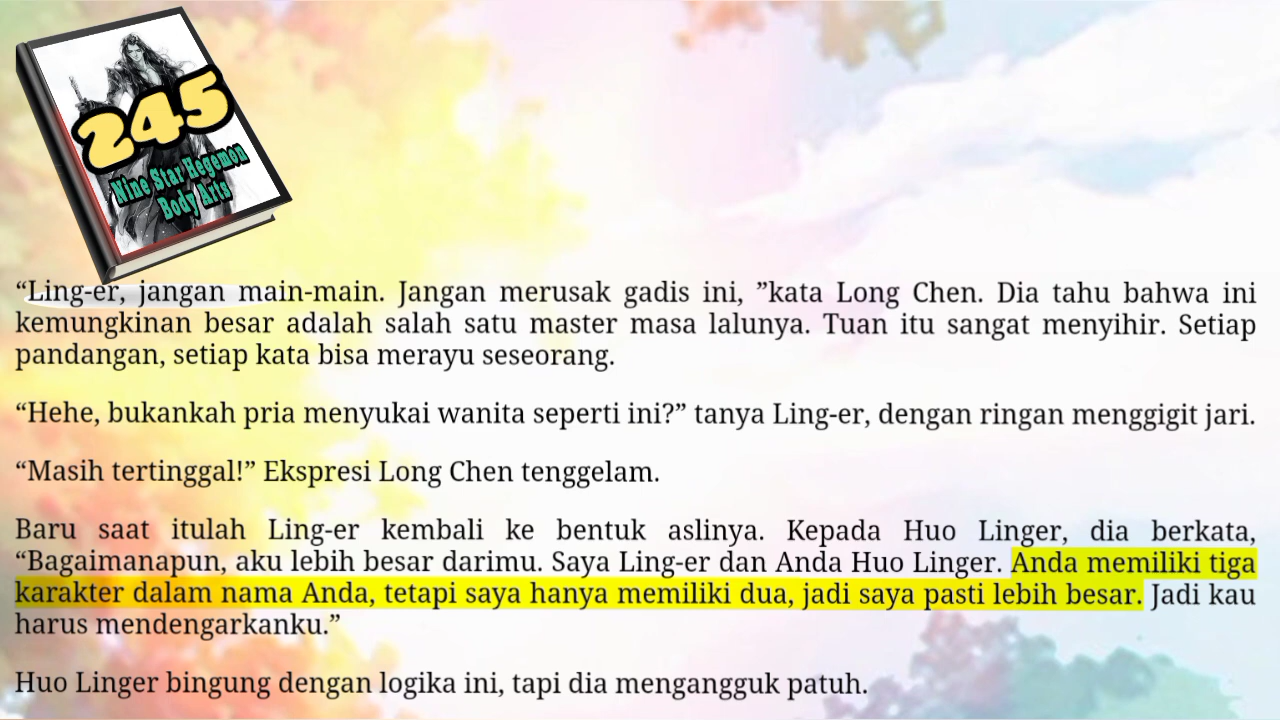 245
Nine Star Hegemon
Body Arts
“Ling-er, jangan main-main. Jangan merusak gadis ini, ”kata Long Chen. Dia tahu bahwa ini
kemungkinan besar adalah salah satu master masa lalunya. Tuan itu sangat menyihir. Setiap
pandangan, setiap kata bisa merayu seseorang.
“Hehe, bukankah pria menyukai wanita seperti ini?” tanya Ling-er, dengan ringan menggigit jari.
“Masih tertinggal!” Ekspresi Long Chen tenggelam.
Baru saat itulah Ling-er kembali ke bentuk aslinya. Kepada Huo Linger, dia berkata,
“Bagaimanapun, aku lebih besar darimu. Saya Ling-er dan Anda Huo Linger. Anda memiliki tiga
karakter dalam nama Anda, tetapi saya hanya memiliki dua, jadi saya pasti lebih besar. Jadi kau
harus mendengarkanku.”
Huo Linger bingung dengan logika ini, tapi dia mengangguk patuh.